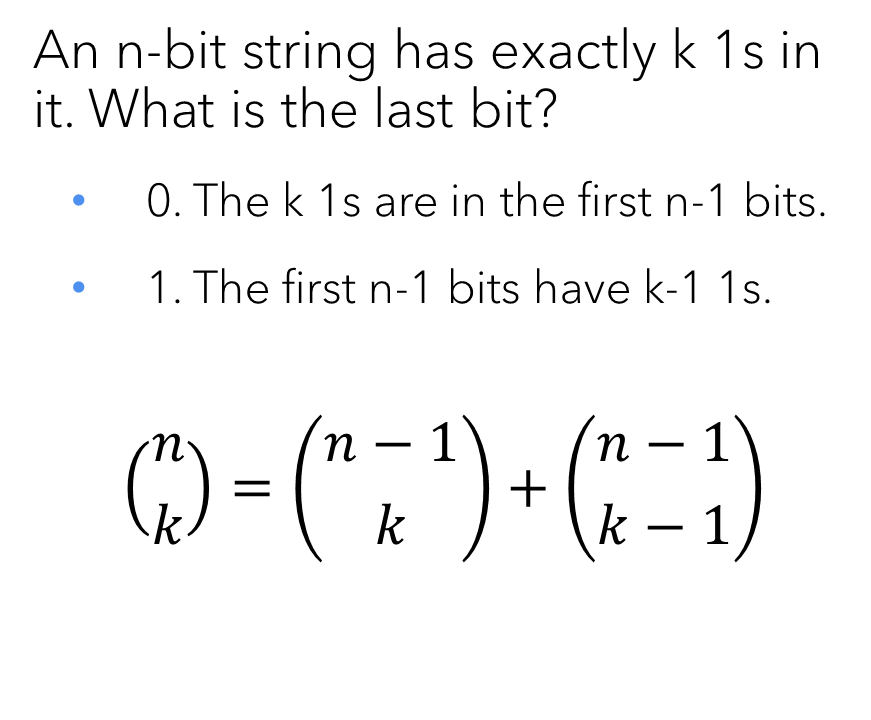 An n-bit string has exactly k 1s in
it. What is the last bit?
• 0. The k 1s are in the first n-1 bits.
• 1. The first n-1 bits have k-1 1s.
(n k) = (n − 1 k) + (n − 1 k − 1)